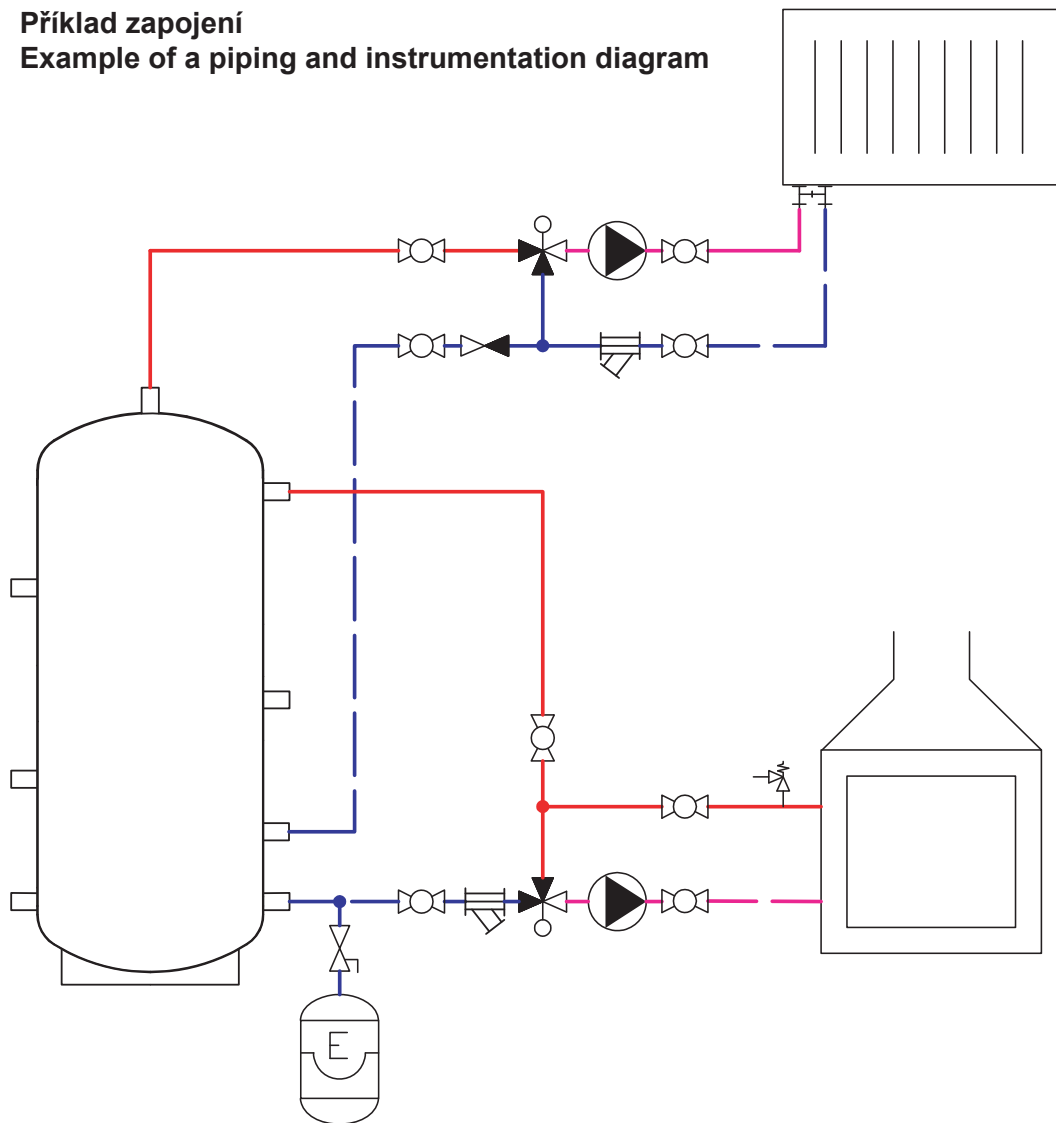 Příklad zapojení
Example of a piping and instrumentation diagram
E